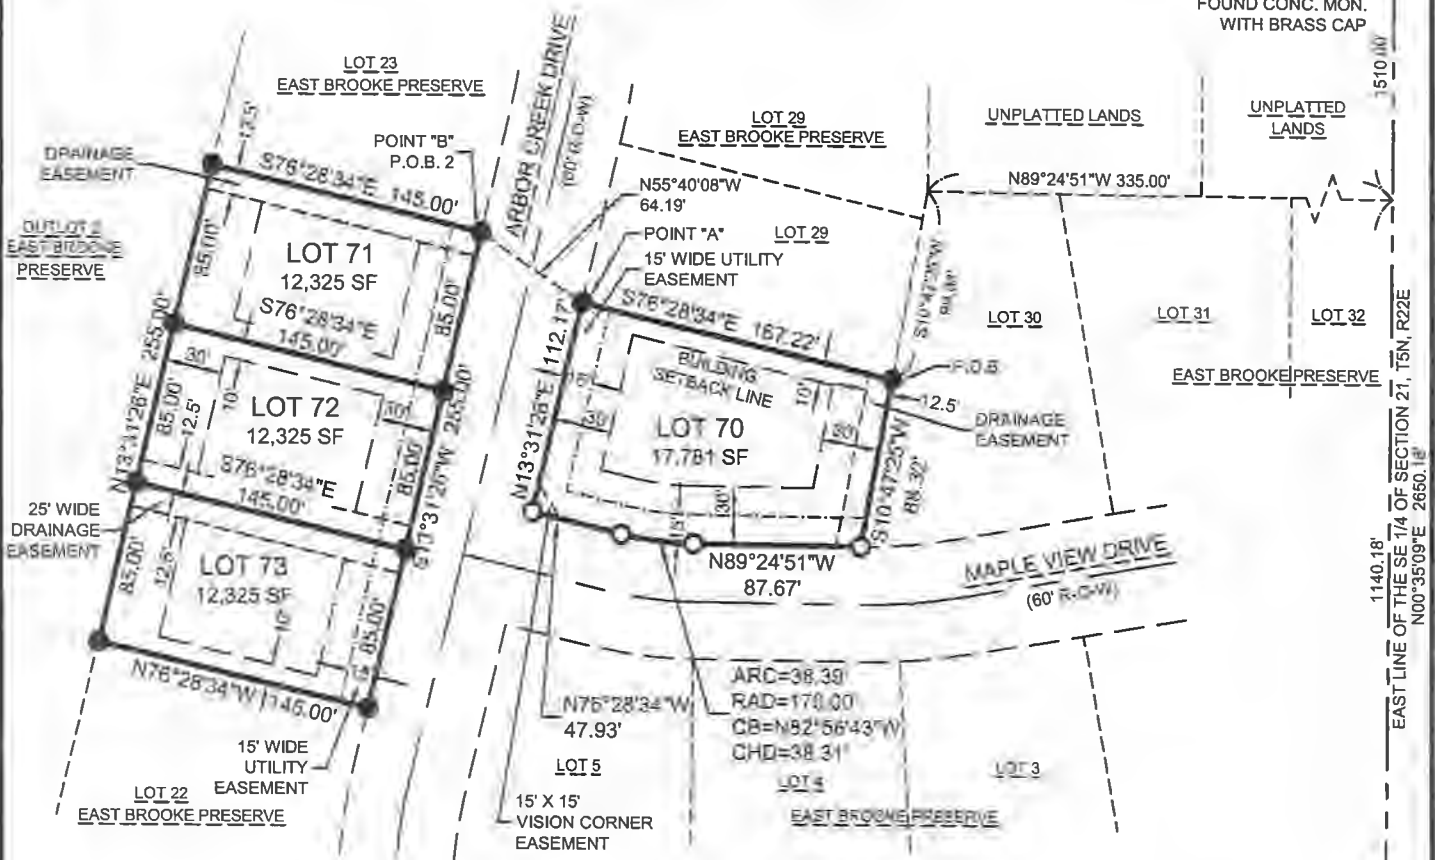 FOUND CONC. MON.
WITH BRASS CAP
1510.00'
LOT 23
EAST BROOKE PRESERVE
ARBOR CREEK DRIVE
12.5'
DRAINAGE
EASEMENT
POINT "B"
P.O.B. 2
S76°28'34"E 145.00'
LOT 29
EAST BROOKE PRESERVE
UNPLATTED LANDS
UNPLATTED
LANDS
N89°24'51"W 335.00'
N55°40'08"W
64.19'
POINT "A"
LOT 29
15' WIDE UTILITY
EASEMENT
OUTLOT 2
EAST BROOKE
PRESERVE
LOT 71
12,325 SF
85.00'
85.00'
S76°28'34"E
145.00'
N13°31'26"E 255.00'
S76°28'34"E 167.22'
LOT 30
LOT 31
LOT 32
EAST BROOKE PRESERVE
P.O.B.
12.5'
DRAINAGE
EASEMENT
BUILDING
SETBACK LINE
LOT 70
17,781 SF
10'
30'
30'
30'
15'
N13°31'26"E 112.17'
S10°47'25"W
88.32'
30'
10'
85.00'
12.5'
LOT 72
12,325 SF
30'
85.00'
S13°31'26"W 255.00'
S76°28'34"E
145.00'
25' WIDE
DRAINAGE
EASEMENT
N89°24'51"W
87.67'
MAPLE VIEW DRIVE
(60' R-O-W)
LOT 73
12,325 SF
85.00'
12.5'
10'
85.00'
15'
N76°28'34"W 145.00'
15' WIDE
UTILITY
EASEMENT
LOT 22
EAST BROOKE PRESERVE
N76°28'34"W
47.93'
ARC=38.39'
RAD=170.00'
CB=N82°56'43"W
CHD=38.31'
LOT 5
LOT 4
LOT 3
EAST BROOKE PRESERVE
15' X 15'
VISION CORNER
EASEMENT
1140.18'
EAST LINE OF THE SE 1/4 OF SECTION 21, T5N, R22E
N00°35'09"E 2650.18'